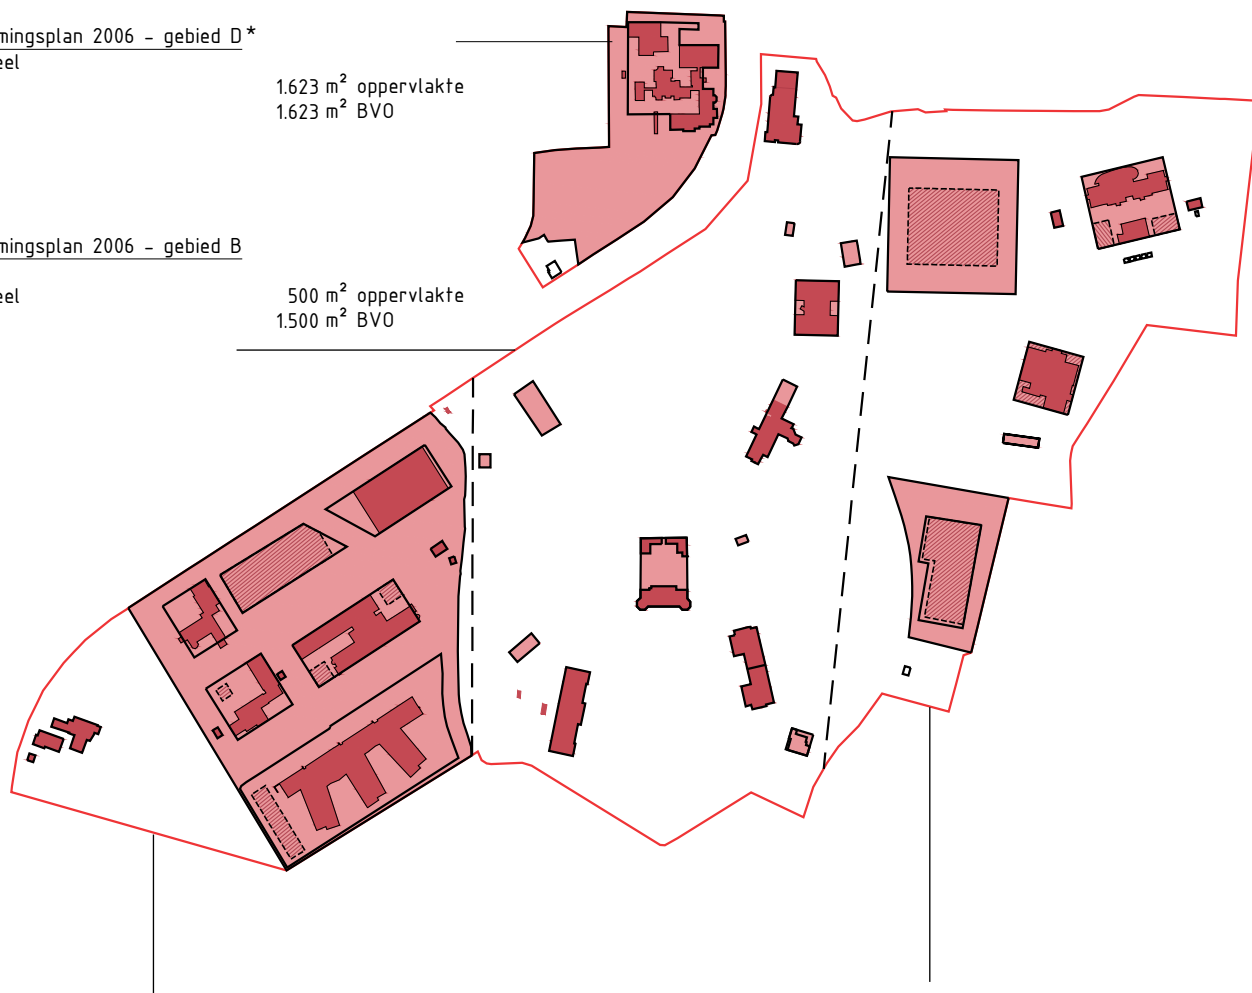 mingsplan 2006 - gebied D*
eel
1.623 m² oppervlakte
1.623 m² BVO
mingsplan 2006 - gebied B
eel
500 m² oppervlakte
1.500 m² BVO